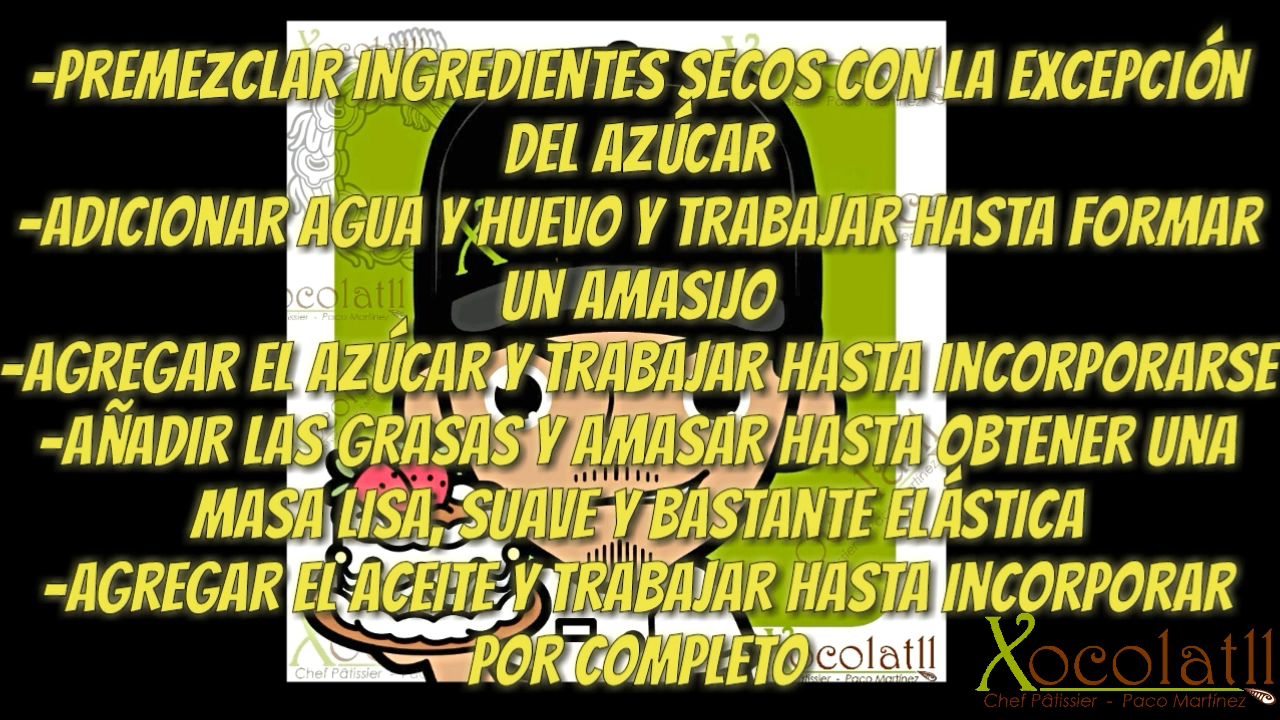 -PREMEZCLAR INGREDIENTES SECOS CON LA EXCEPCIÓN
DEL AZÚCAR
-ADICIONAR AGUA Y HUEVO Y TRABAJAR HASTA FORMAR
UN AMASIJO
-AGREGAR EL AZÚCAR Y TRABAJAR HASTA INCORPORARSE
-AÑADIR LAS GRASAS Y AMASAR HASTA OBTENER UNA
MASA LISA, SUAVE Y BASTANTE ELÁSTICA
-AGREGAR EL ACEITE Y TRABAJAR HASTA INCORPORAR
POR COMPLETO
Xocolatll
Chef Pâtissier - Paco Martínez